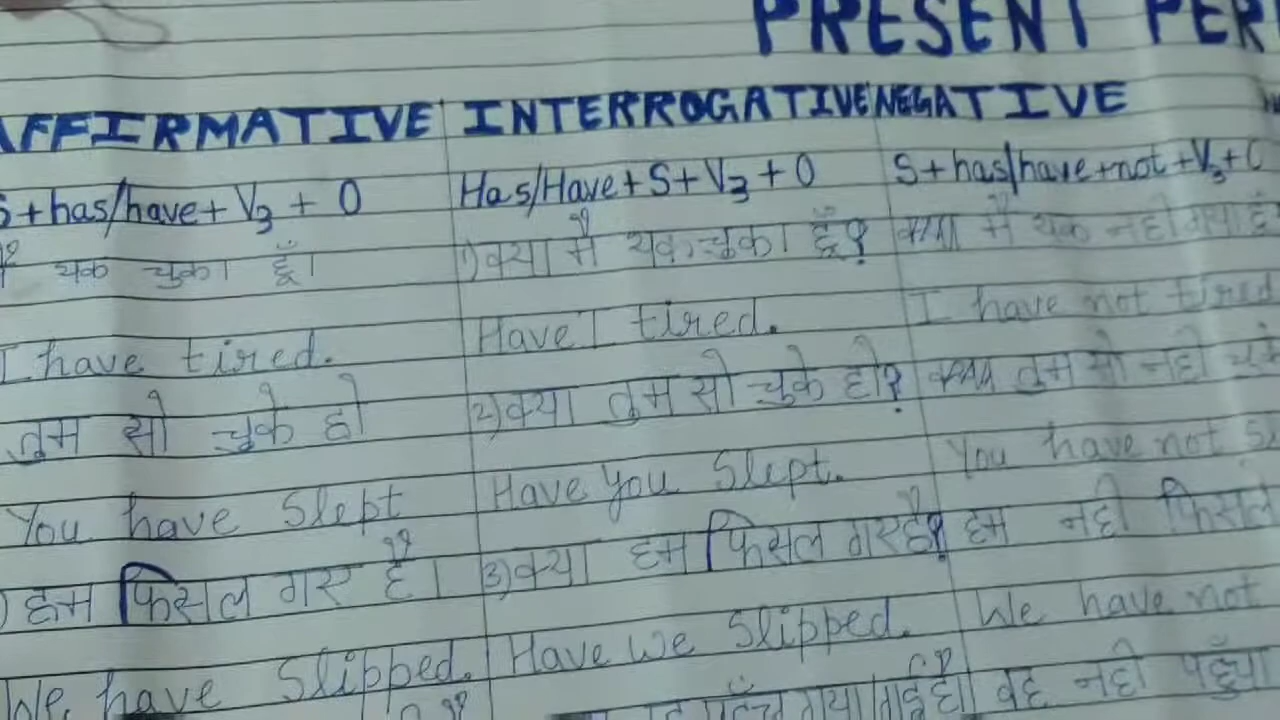 PRESENT PER
AFFIRMATIVE INTERROGATIVE NEGATIVE
S+has/have+V3 + O Has/Have+S+V3+O S+has/have+not+V3+O
थक चुका हूँ। 1)क्या मैं थक चुका हूँ? मैं थक नही गया हूँ
I have tired. Have I tired. I have not tired
तुम सो चुके हो 2)क्या तुम सो चुके हो? तुम सो नही
You have Slept Have you Slept. You have not
हम फिसल गए हैं। 3)क्या हम फिसल गए हैं? हम नही फिसल
We have Slipped. Have we Slipped. We have not
वह नही पहुँचा